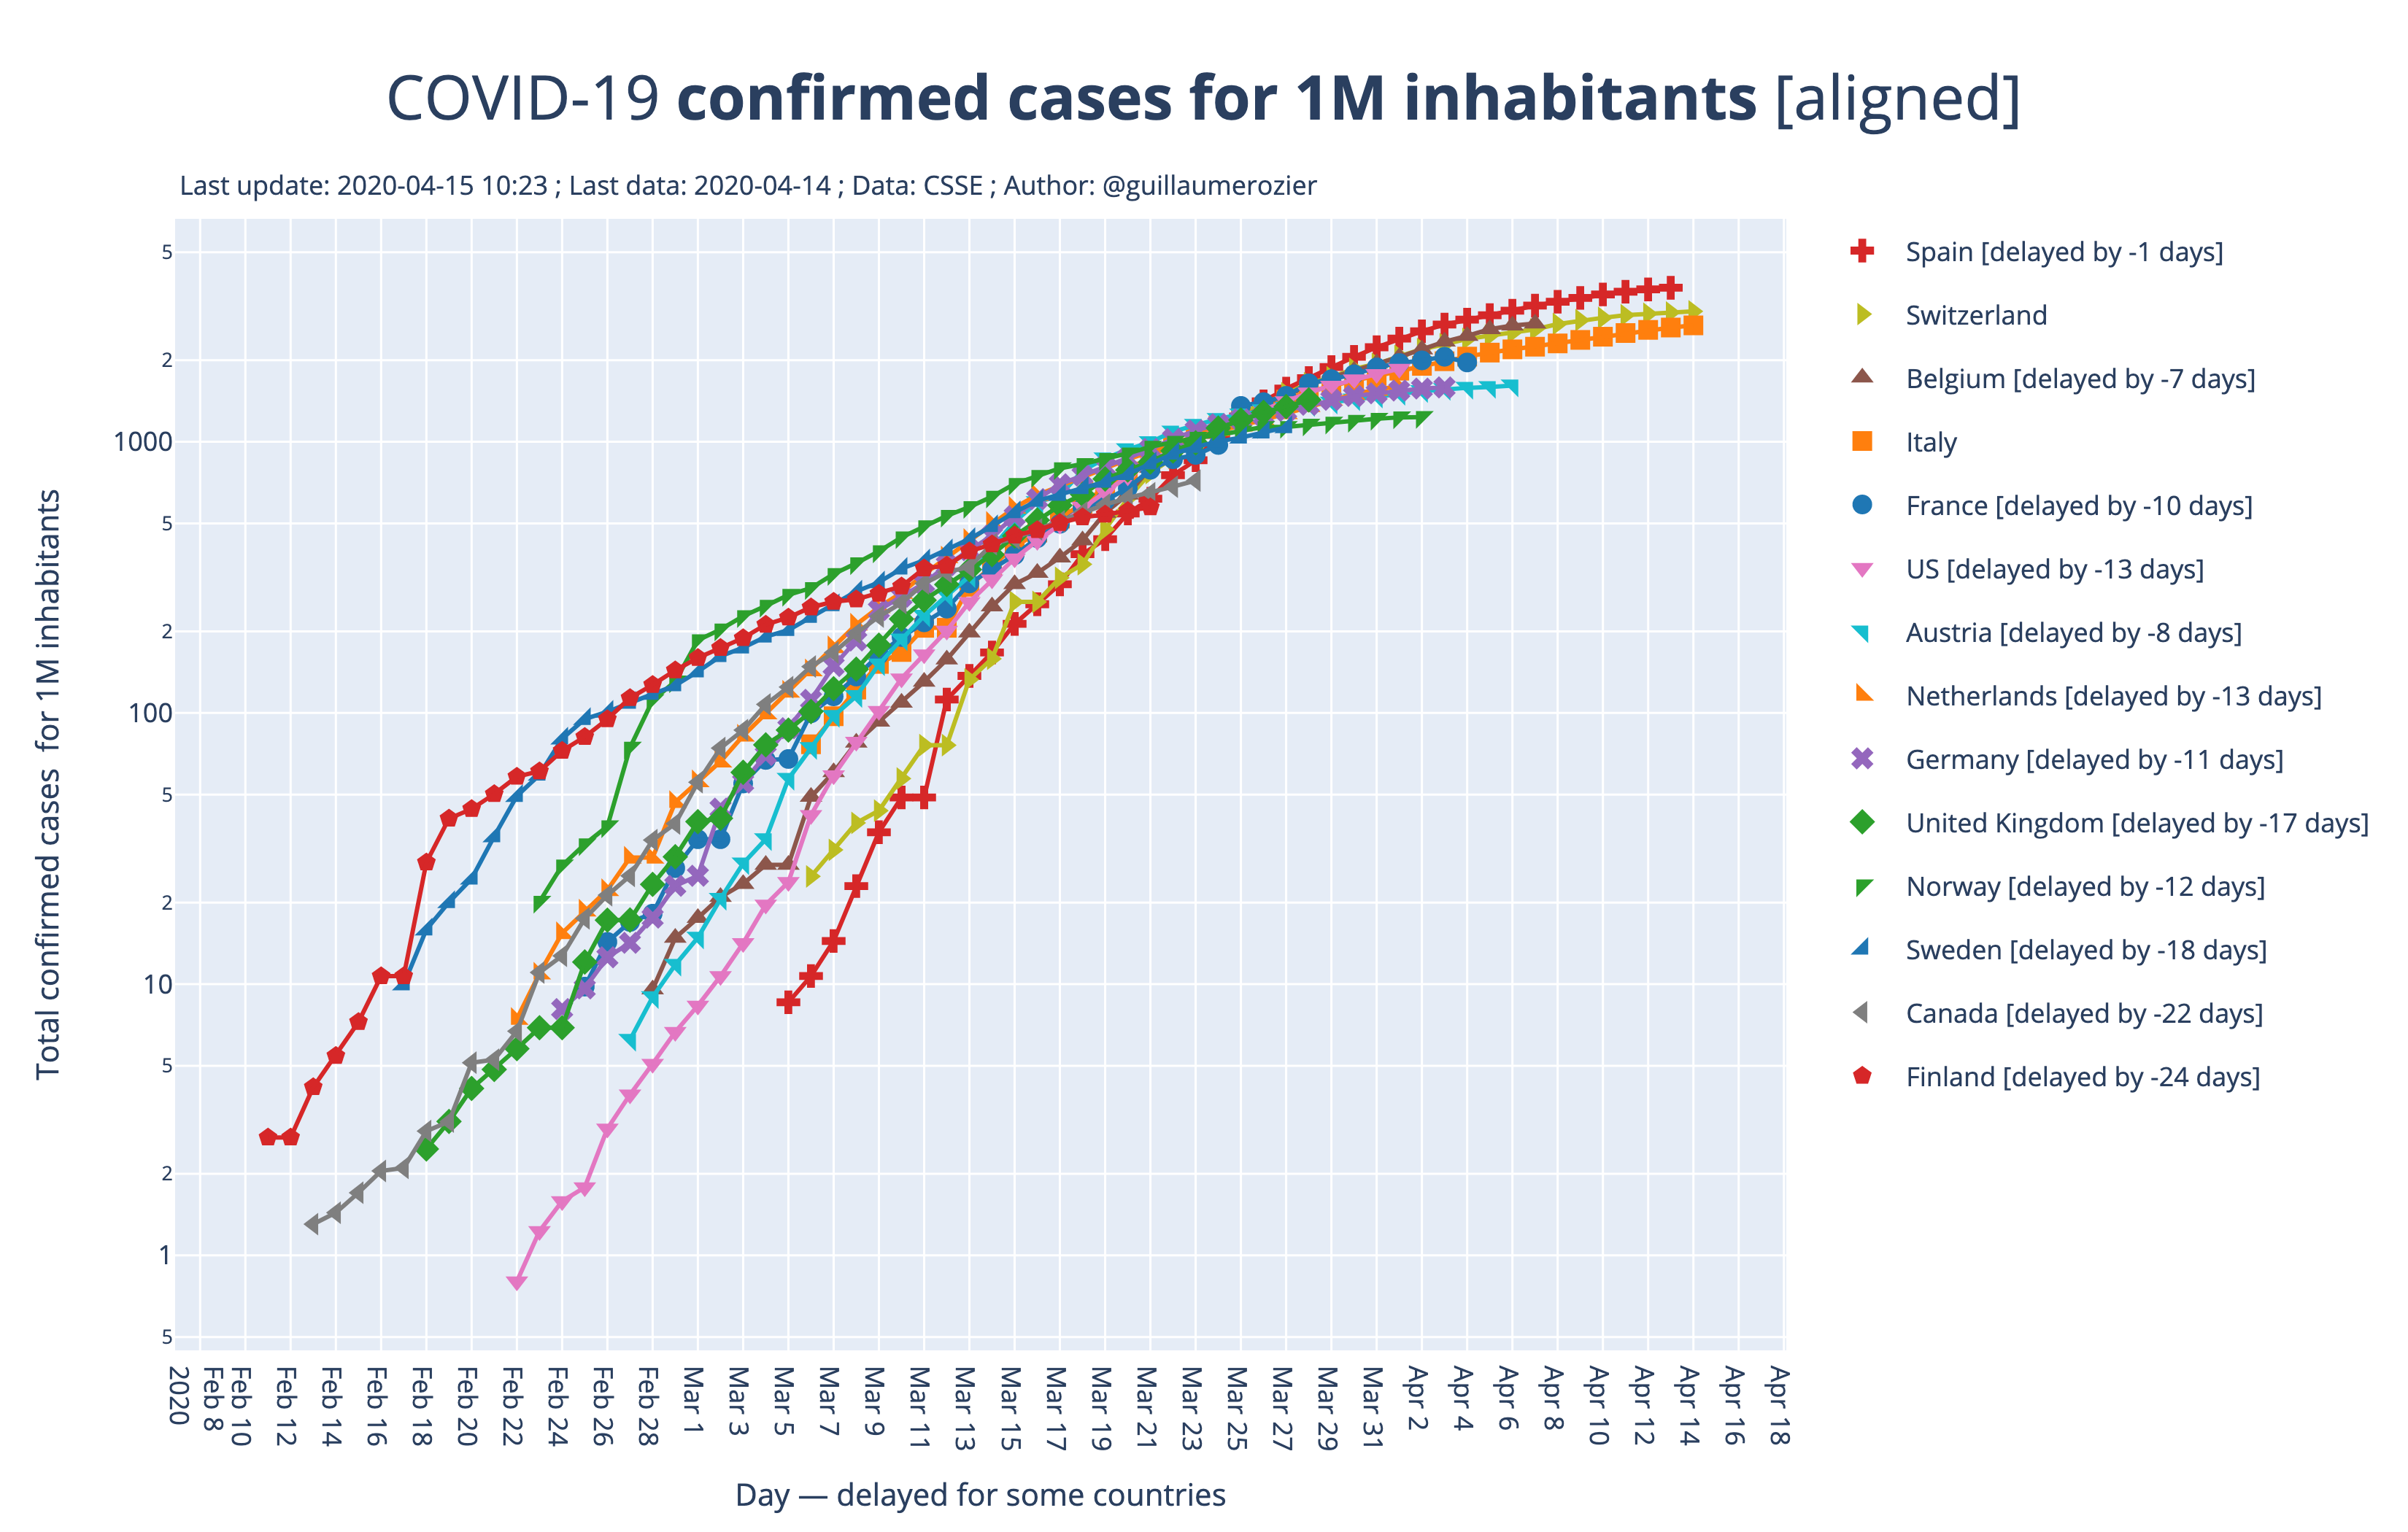 COVID-19 confirmed cases for 1M inhabitants [aligned]
Last update: 2020-04-15 10:23 ; Last data: 2020-04-14 ; Data: CSSE ; Author: @guillaumerozier
Total confirmed cases for 1M inhabitants
5
2
1000
5
2
100
5
2
10
5
2
1
5
Feb 8
2020
Feb 10
Feb 12
Feb 14
Feb 16
Feb 18
Feb 20
Feb 22
Feb 24
Feb 26
Feb 28
Mar 1
Mar 3
Mar 5
Mar 7
Mar 9
Mar 11
Mar 13
Mar 15
Mar 17
Mar 19
Mar 21
Mar 23
Mar 25
Mar 27
Mar 29
Mar 31
Apr 2
Apr 4
Apr 6
Apr 8
Apr 10
Apr 12
Apr 14
Apr 16
Apr 18
Day — delayed for some countries
Spain [delayed by -1 days]
Switzerland
Belgium [delayed by -7 days]
Italy
France [delayed by -10 days]
US [delayed by -13 days]
Austria [delayed by -8 days]
Netherlands [delayed by -13 days]
Germany [delayed by -11 days]
United Kingdom [delayed by -17 days]
Norway [delayed by -12 days]
Sweden [delayed by -18 days]
Canada [delayed by -22 days]
Finland [delayed by -24 days]